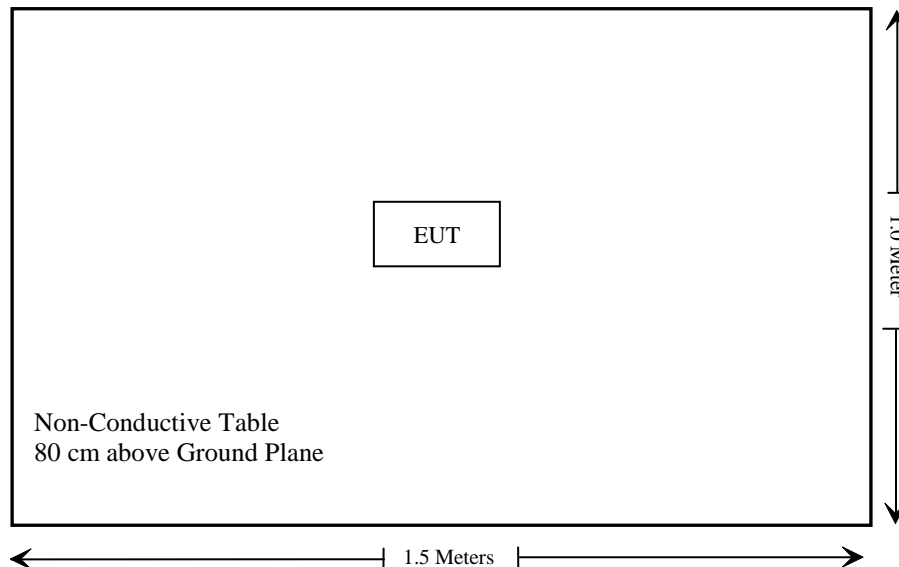 EUT
1.0 Meter
Non-Conductive Table
80 cm above Ground Plane
1.5 Meters